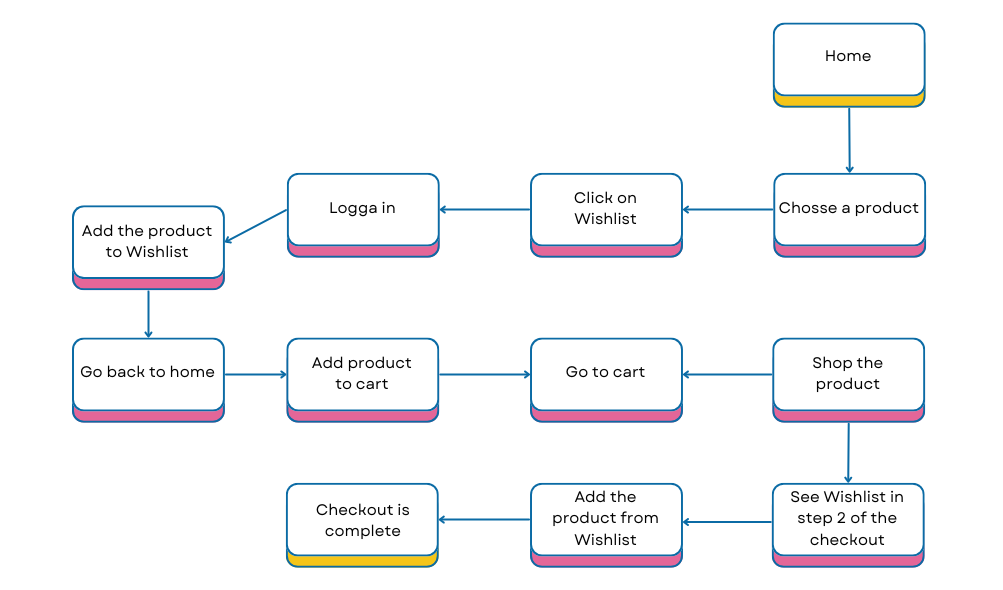 Home
Chosse a product
Click on
Wishlist
Logga in
Add the product
to Wishlist
Go back to home
Add product
to cart
Go to cart
Shop the
product
See Wishlist in
step 2 of the
checkout
Add the
product from
Wishlist
Checkout is
complete